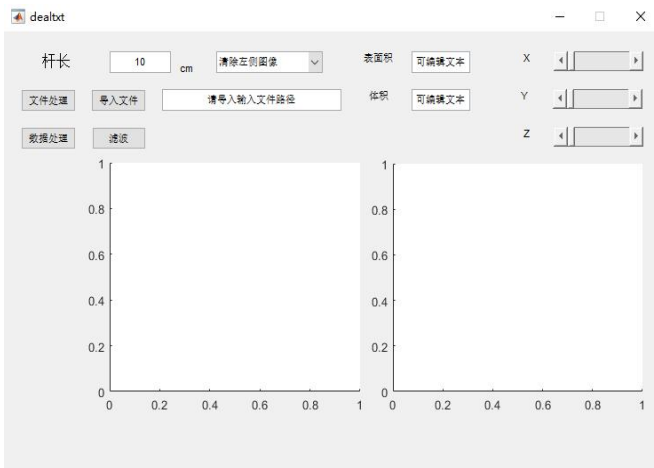 dealtxt
杆长 10 cm 清除左侧图像 表面积 可编辑文本 X
文件处理 导入文件 请导入输入文件路径 体积 可编辑文本 Y
数据处理 滤波 Z
1 1
0.8 0.8
0.6 0.6
0.4 0.4
0.2 0.2
0 0
0 0.2 0.4 0.6 0.8 1 0 0.2 0.4 0.6 0.8 1